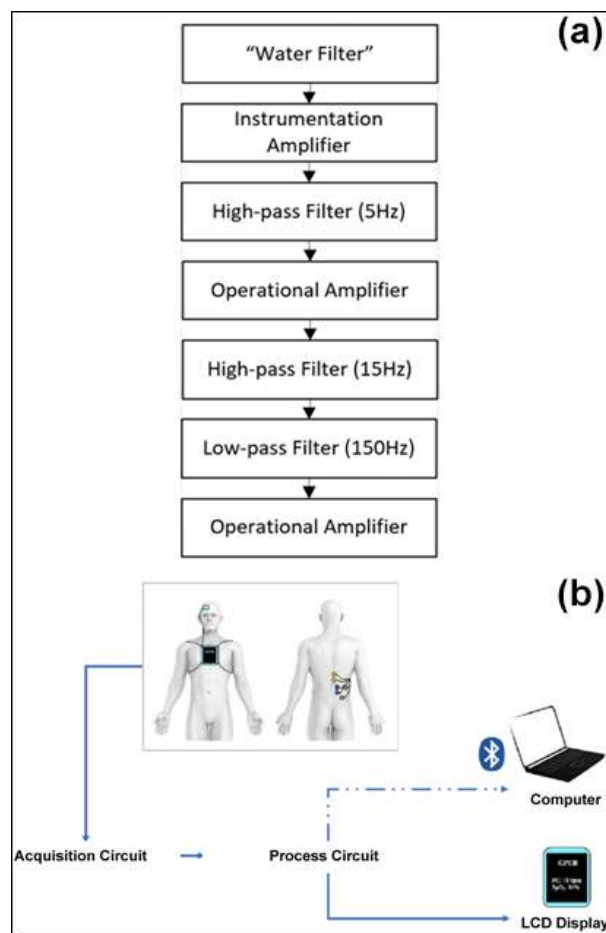 (a)
“Water Filter”
Instrumentation
Amplifier
High-pass Filter (5Hz)
Operational Amplifier
High-pass Filter (15Hz)
Low-pass Filter (150Hz)
Operational Amplifier
(b)
Computer
Acquisition Circuit
Process Circuit
LCD Display